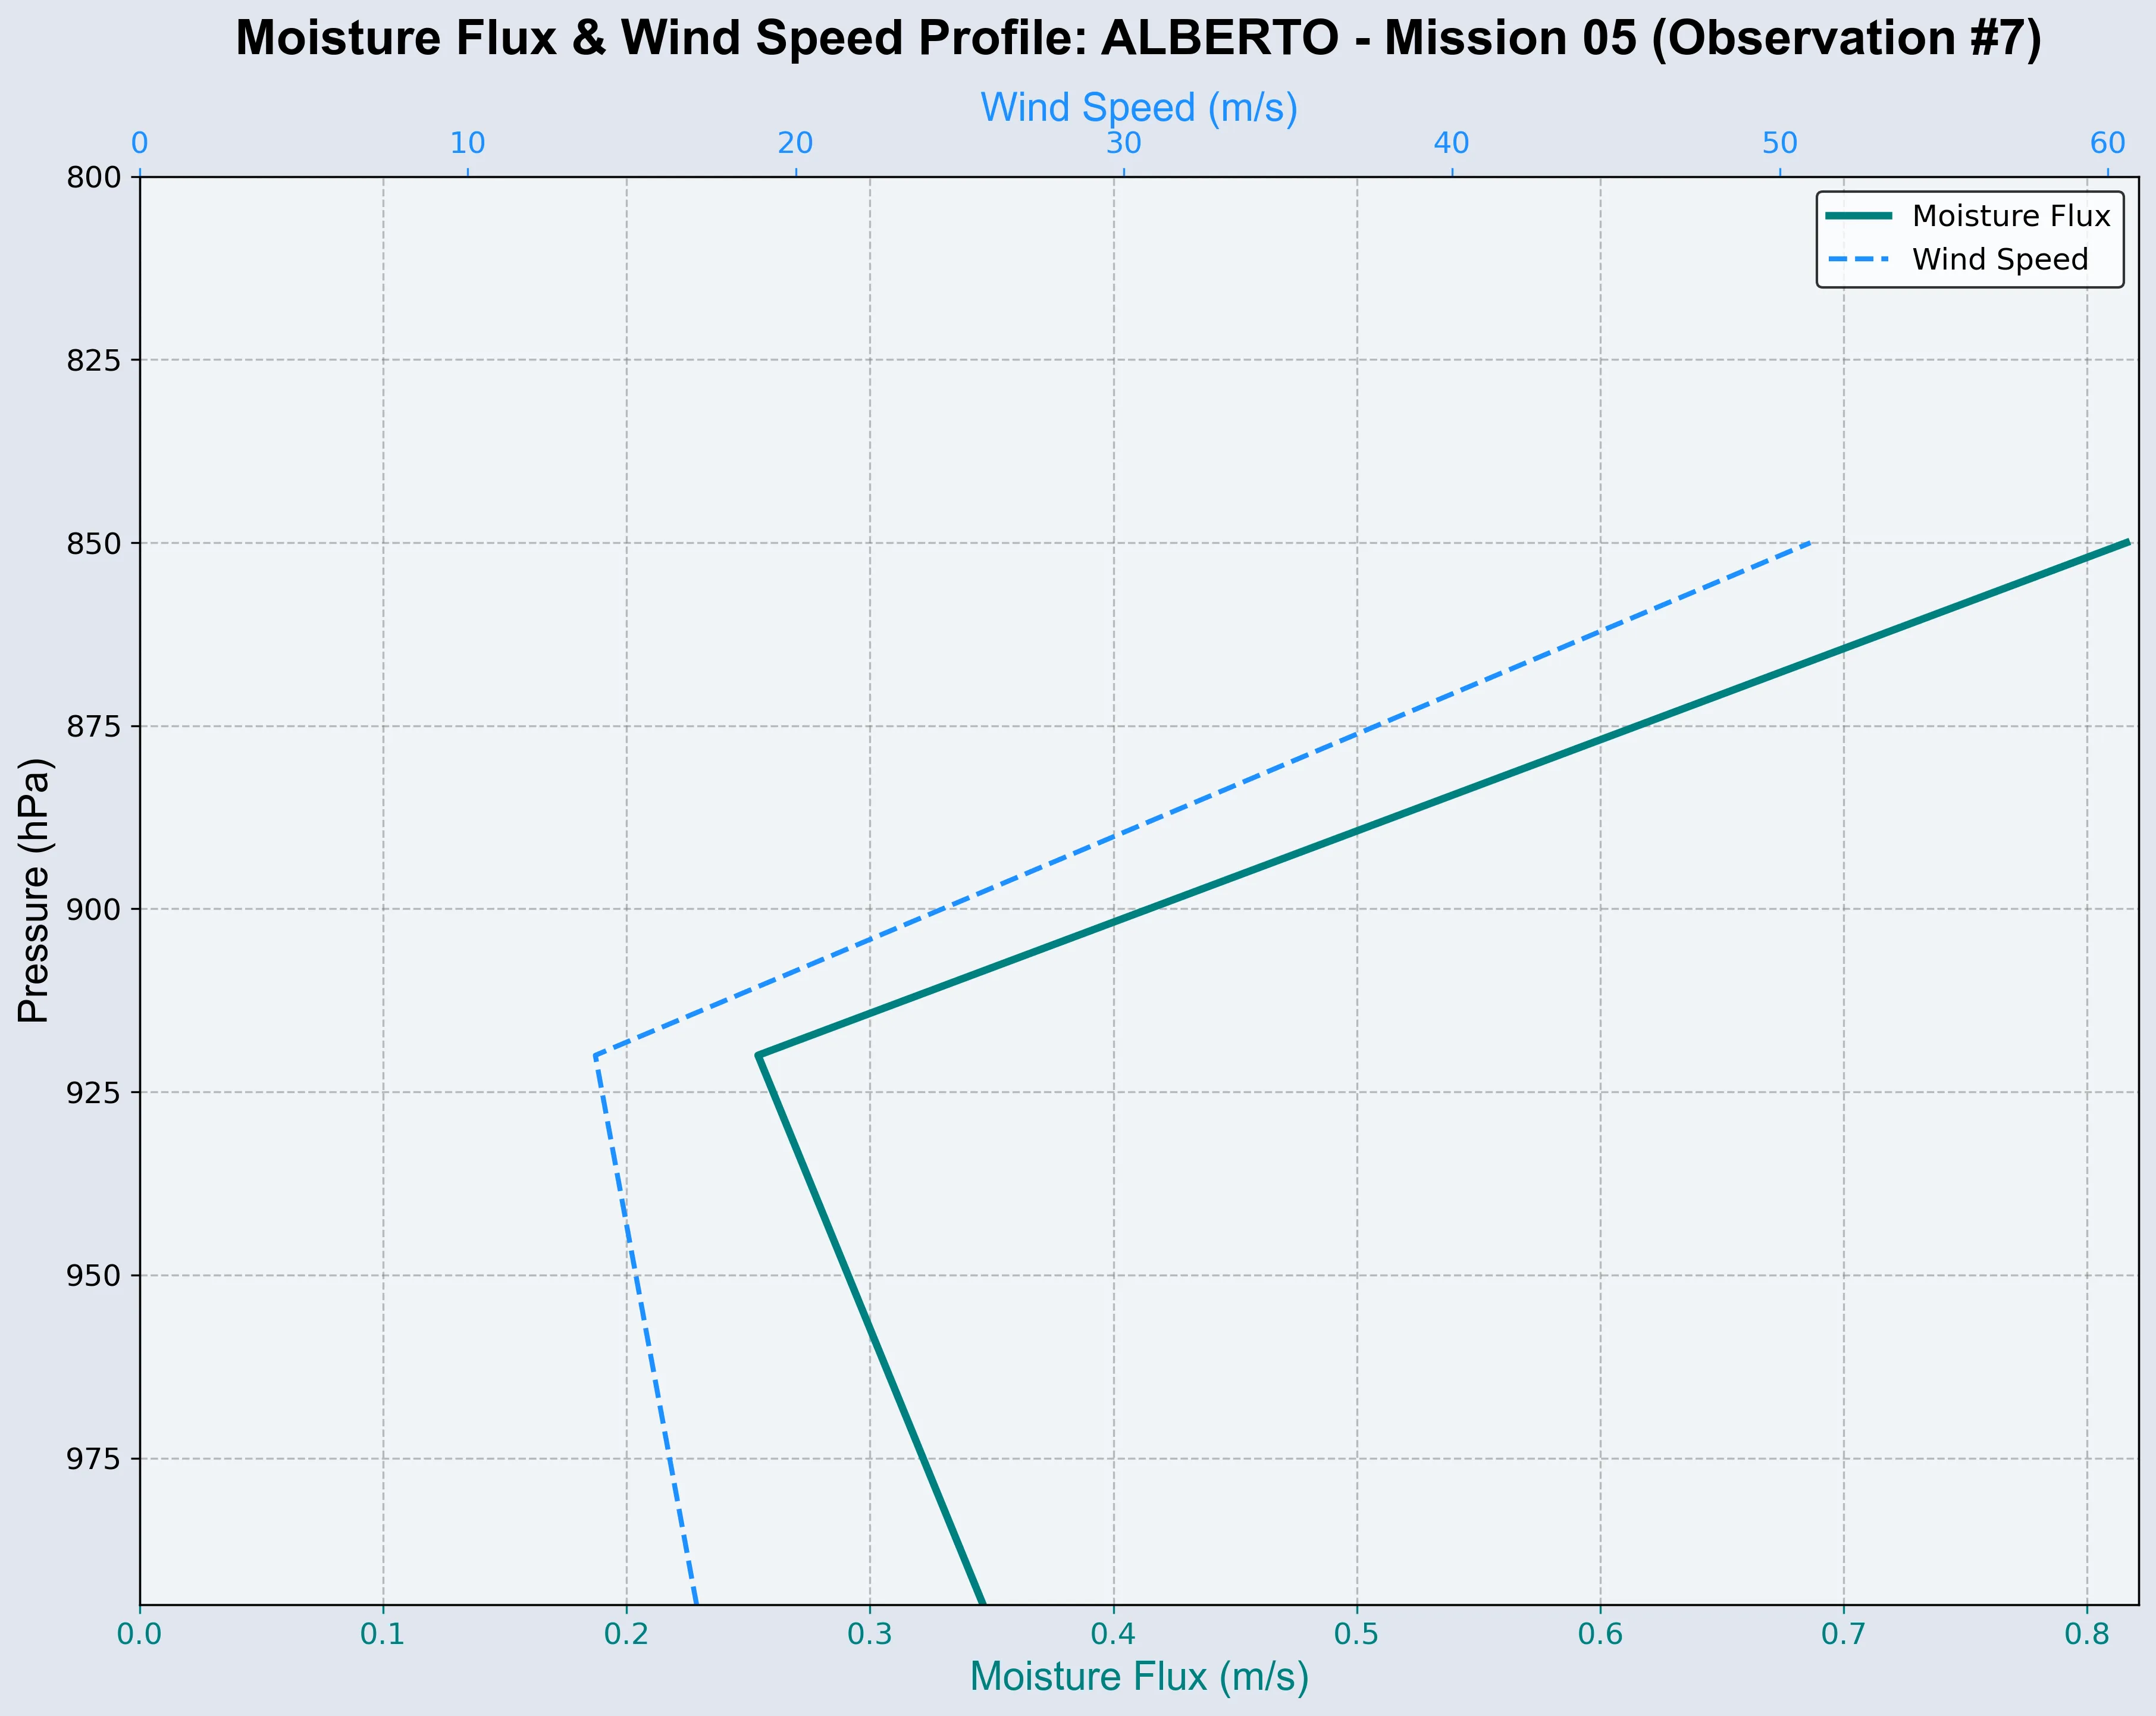 Moisture Flux & Wind Speed Profile: ALBERTO - Mission 05 (Observation #7)
Wind Speed (m/s)
0 10 20 30 40 50 60
Moisture Flux
Wind Speed
Pressure (hPa)
800
825
850
875
900
925
950
975
0.0 0.1 0.2 0.3 0.4 0.5 0.6 0.7 0.8
Moisture Flux (m/s)